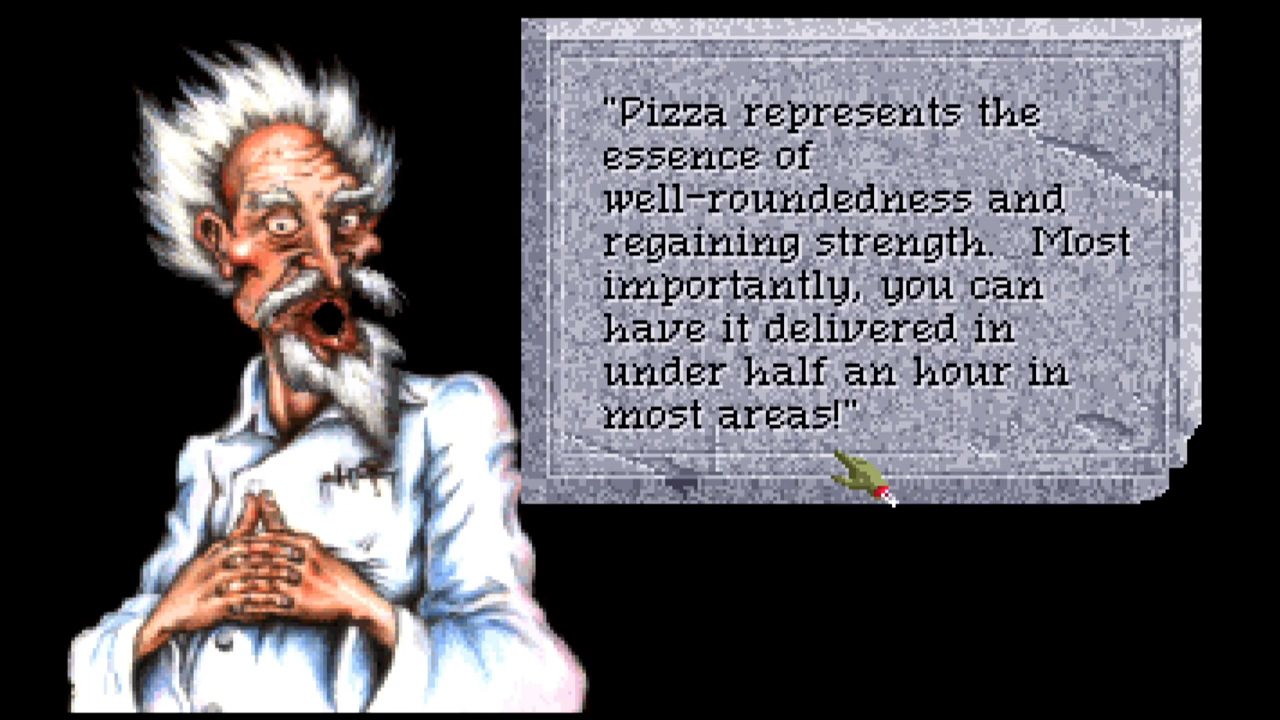 "Pizza represents the
essence of
well-roundedness and
regaining strength.  Most
importantly, you can
have it delivered in
under half an hour in
most areas!"